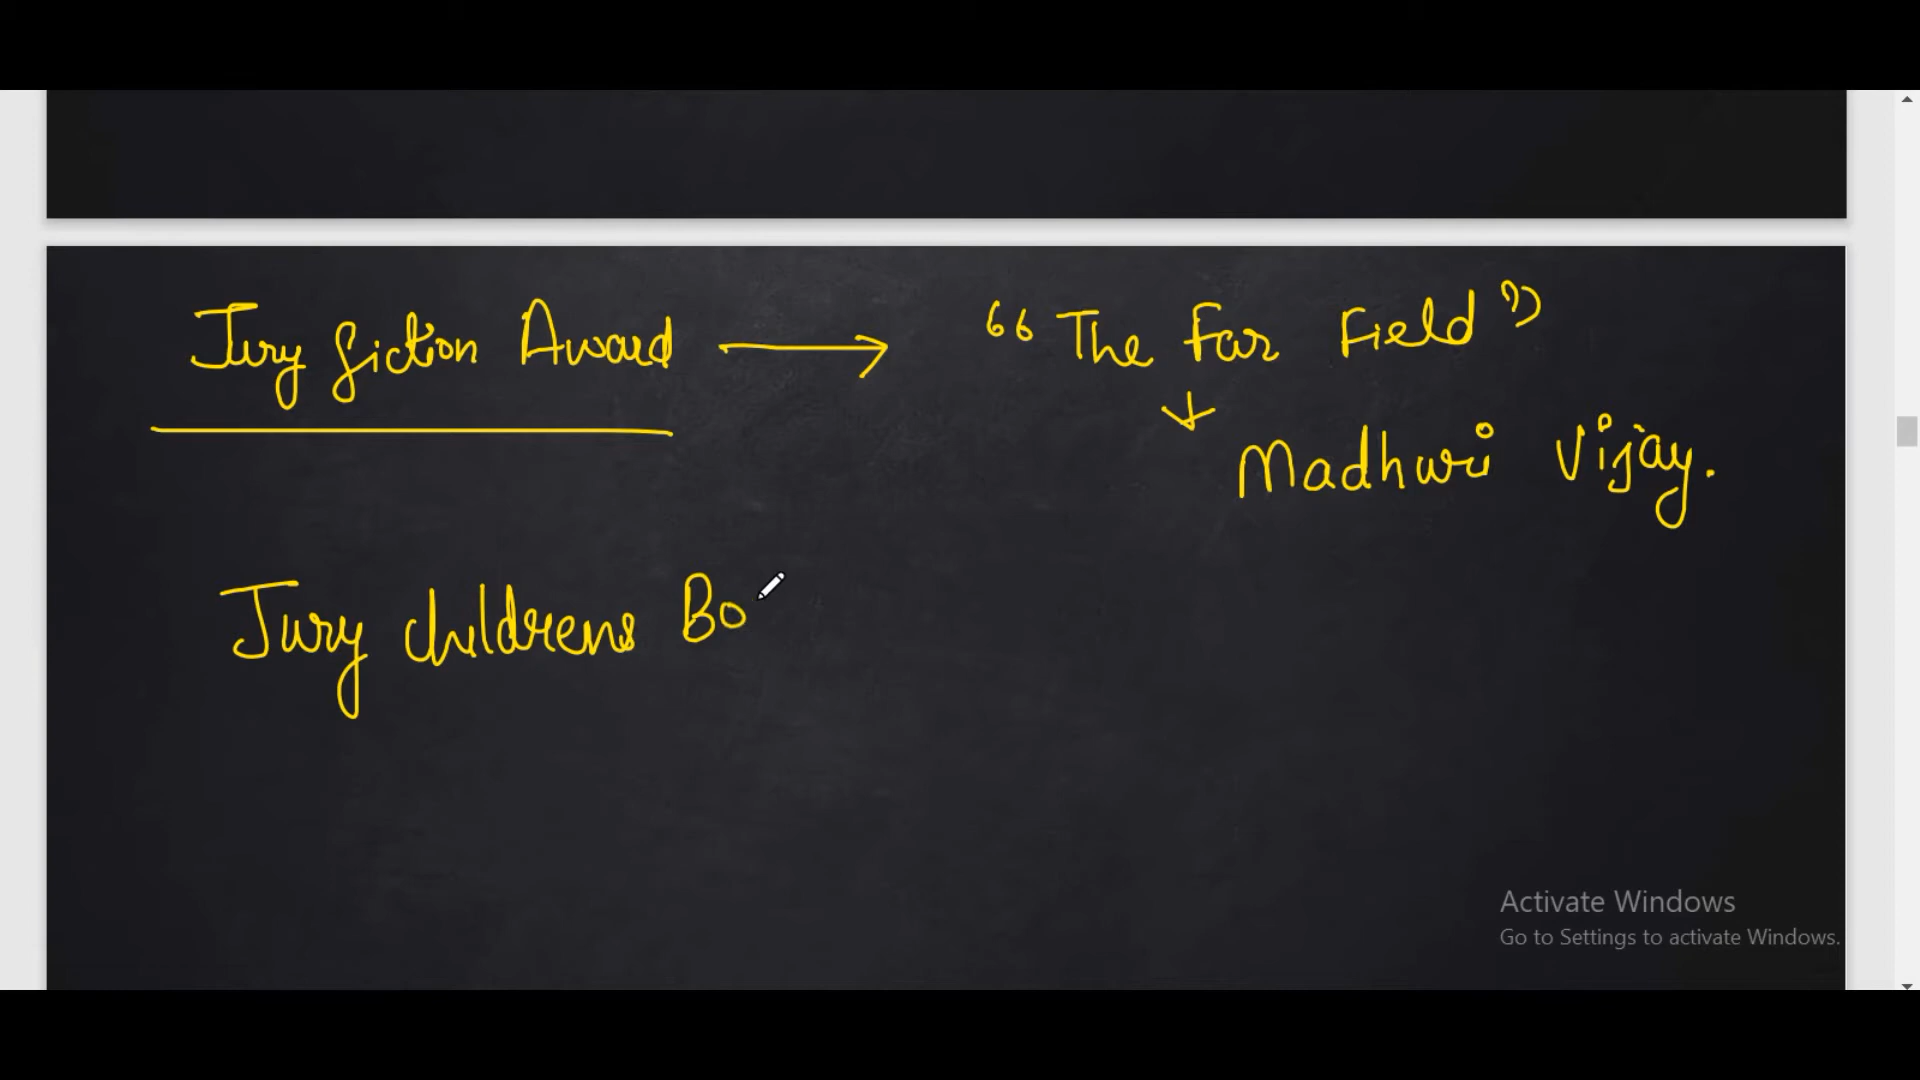 Jury fiction Award → "The Far Field"
↓
Madhuri Vijay.
Jury childrens Bo
Activate Windows
Go to Settings to activate Windows.